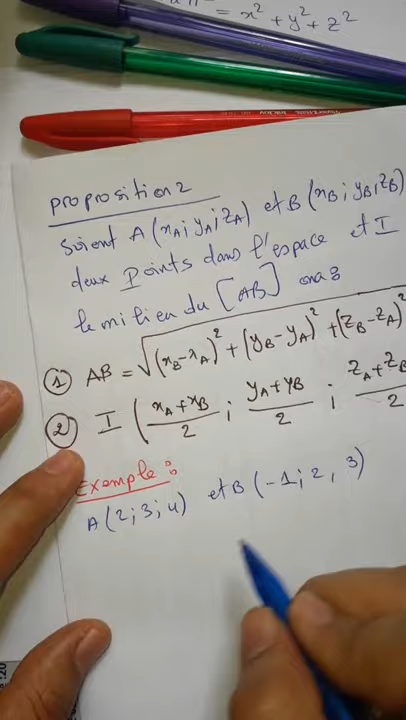 = x² + y² + z²
proposition 2
Soient A(xA; yA; zA) et B(xB; yB; zB)
deux Points dans l'espace et I
le milieu du [AB] on a :
① AB = √((xB-xA)² + (yB-yA)² + (zB-zA)²
② I ( (xA+xB)/2 ; (yA+yB)/2 ; (zA+zB)/2
Exemple :
A(2;3;4) et B(-1;2,3)